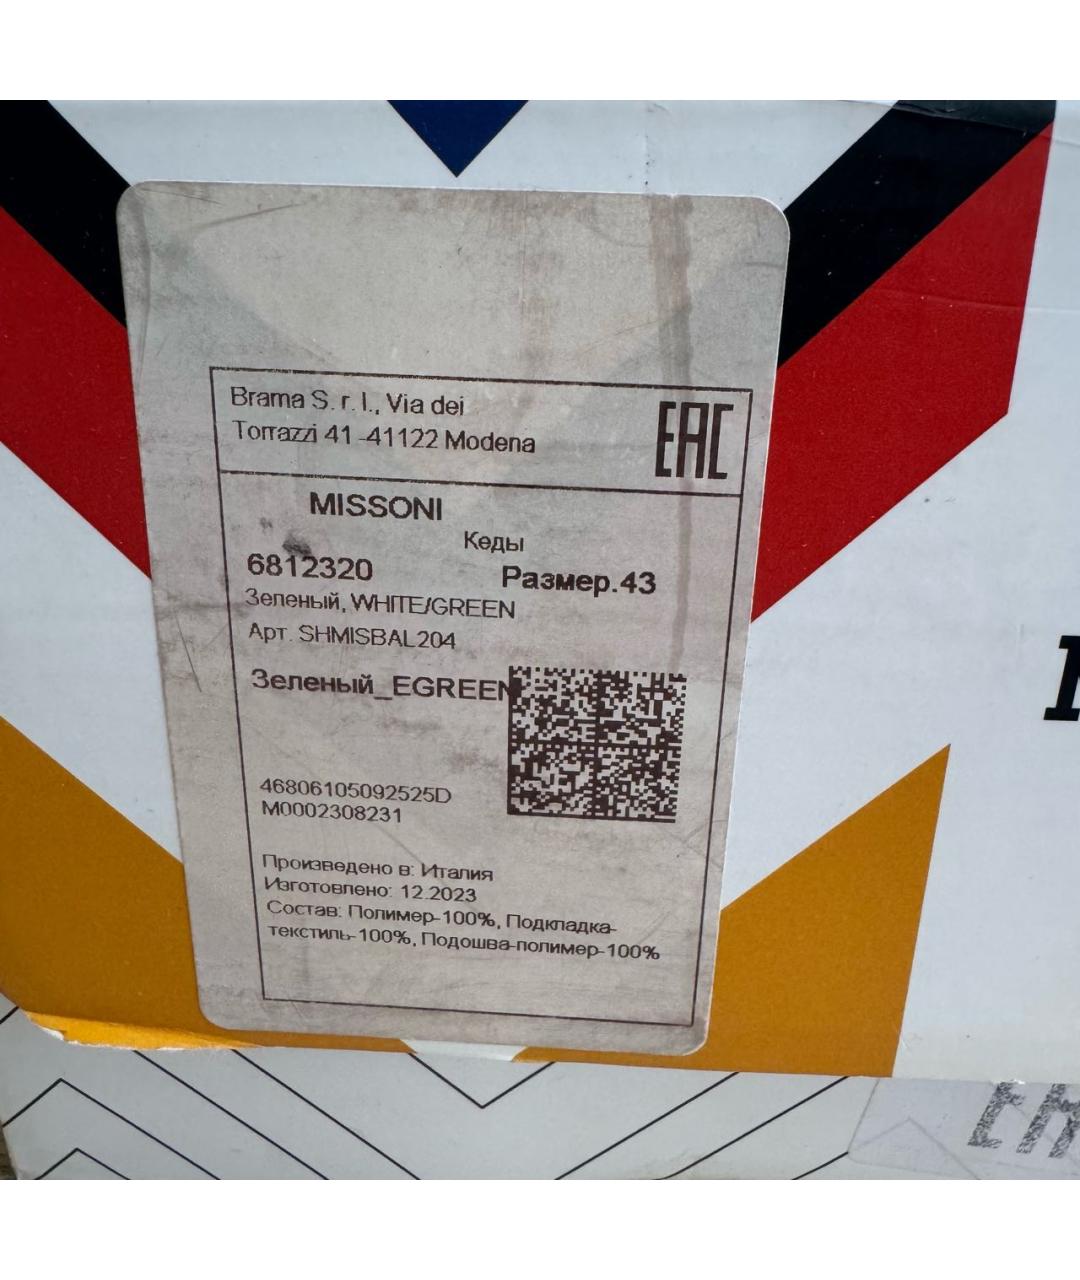 Brama S. r. l., Via dei
Torrazzi 41 -41122 Modena
EAC
MISSONI
Кеды
6812320
Размер.43
Зеленый, WHITE/GREEN
Арт. SHMISBAL204
Зеленый_EGREEN
46806105092525D
M0002308231
Произведено в: Италия
Изготовлено: 12.2023
Состав: Полимер-100%, Подкладка-
текстиль-100%, Подошва-полимер-100%